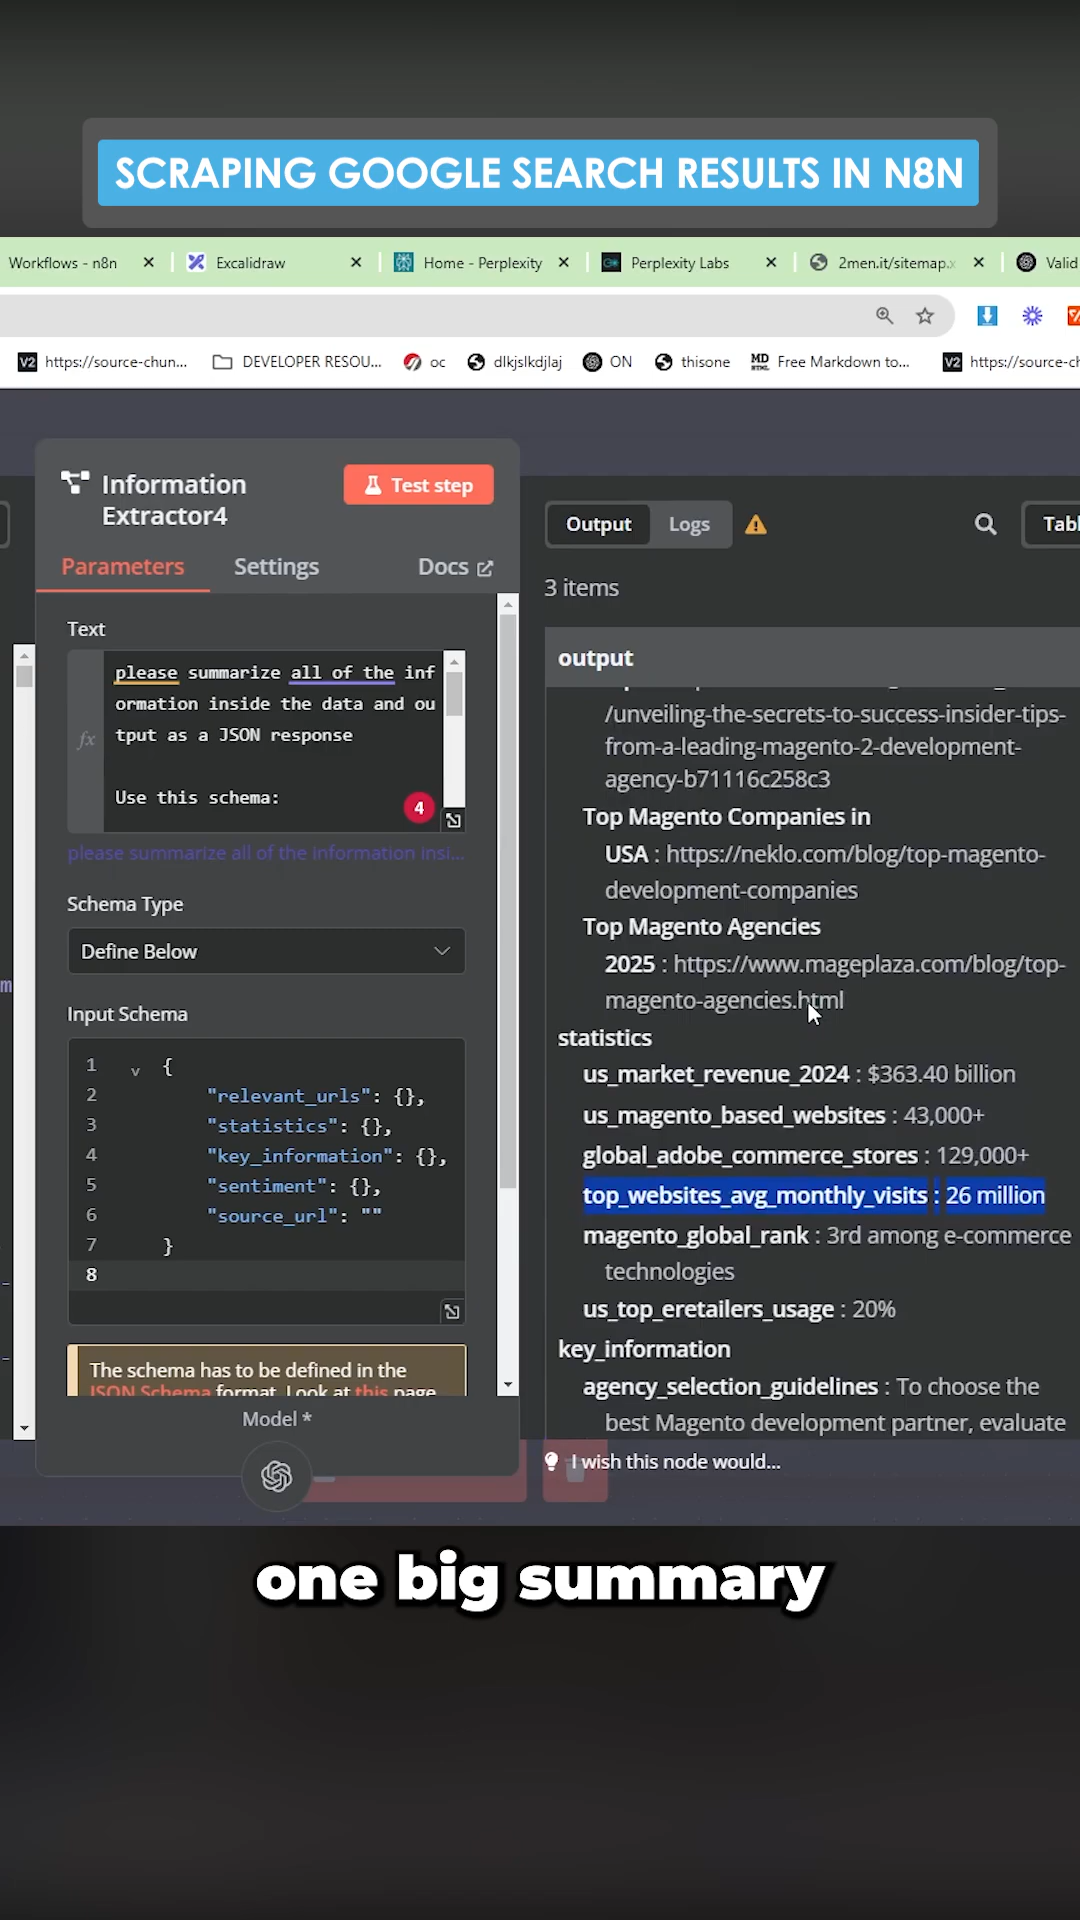 SCRAPING GOOGLE SEARCH RESULTS IN N8N
Workflows - n8n
Excalidraw
Home - Perplexity
Perplexity Labs
2men.it/sitemap.x
Valid
V2 https://source-chun...
DEVELOPER RESOU...
oc
dlkjslkdjlaj
ON
thisone
MD HTML Free Markdown to...
V2 https://source-ch
Information
Extractor4
Test step
Parameters
Settings
Docs
Text
please summarize all of the inf
ormation inside the data and ou
tput as a JSON response
Use this schema:
fx
4
please summarize all of the information insi...
Schema Type
Define Below
Input Schema
1 {
2 "relevant_urls": {},
3 "statistics": {},
4 "key_information": {},
5 "sentiment": {},
6 "source_url": ""
7 }
8
The schema has to be defined in the
JSON Schema format. Look at this page
Model *
Output
Logs
Tabl
3 items
output
/unveiling-the-secrets-to-success-insider-tips-
from-a-leading-magento-2-development-
agency-b71116c258c3
Top Magento Companies in
USA : https://neklo.com/blog/top-magento-
development-companies
Top Magento Agencies
2025 : https://www.mageplaza.com/blog/top-
magento-agencies.html
statistics
us_market_revenue_2024 : $363.40 billion
us_magento_based_websites : 43,000+
global_adobe_commerce_stores : 129,000+
top_websites_avg_monthly_visits : 26 million
magento_global_rank : 3rd among e-commerce
technologies
us_top_eretailers_usage : 20%
key_information
agency_selection_guidelines : To choose the
best Magento development partner, evaluate
I wish this node would...
one big summary